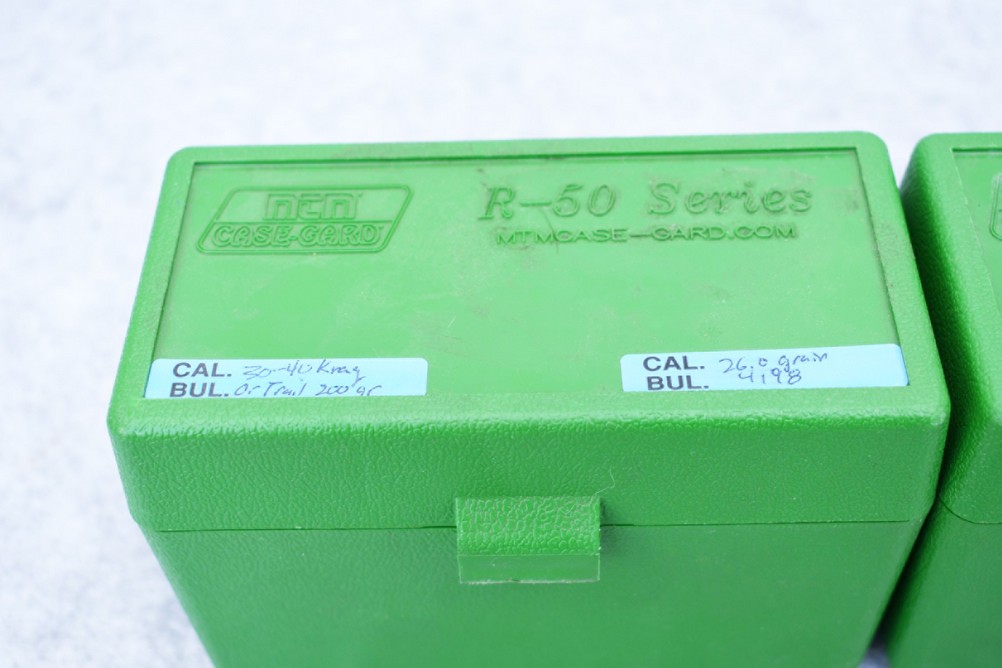 MTM
CASE-GARD
R-50 Series
MTMCASE-GARD.COM
CAL. 30-40 Krag
BUL. Or Trail 200 gr
CAL. 26.0 grain
BUL. 4198